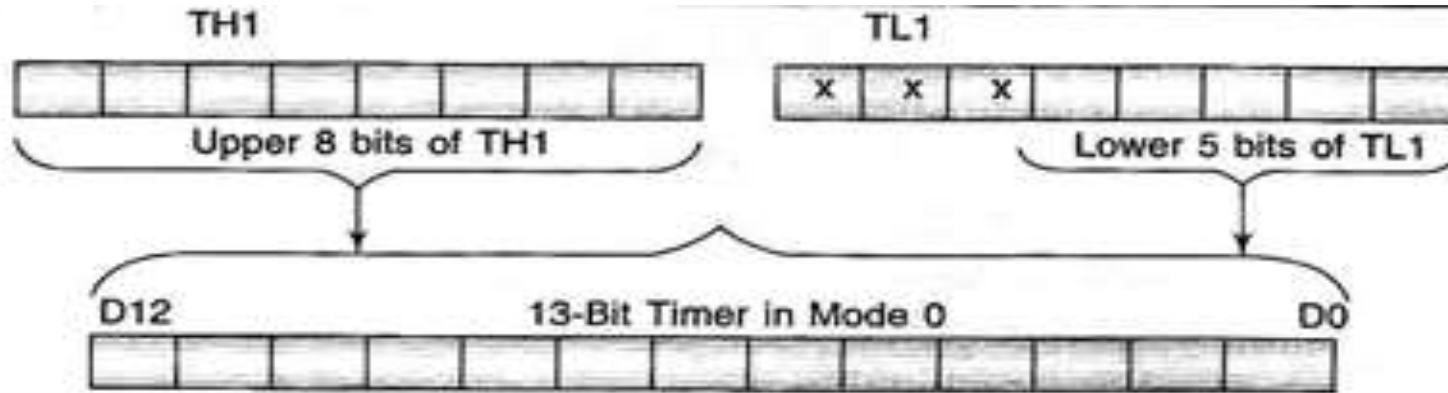 TH1 TL1
x x x
Upper 8 bits of TH1 Lower 5 bits of TL1
D12 13-Bit Timer in Mode 0 D0